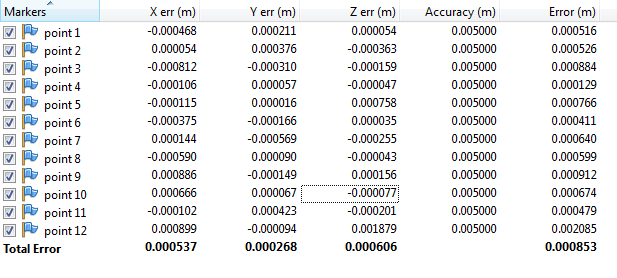 Markers X err (m) Y err (m) Z err (m) Accuracy (m) Error (m)
point 1 -0.000468 0.000211 0.000054 0.005000 0.000516
point 2 0.000054 0.000376 -0.000363 0.005000 0.000526
point 3 -0.000812 -0.000310 -0.000159 0.005000 0.000884
point 4 -0.000106 0.000057 -0.000047 0.005000 0.000129
point 5 -0.000115 0.000016 0.000758 0.005000 0.000766
point 6 -0.000375 -0.000166 0.000035 0.005000 0.000411
point 7 0.000144 -0.000569 -0.000255 0.005000 0.000640
point 8 -0.000590 0.000090 -0.000043 0.005000 0.000599
point 9 0.000886 -0.000149 0.000156 0.005000 0.000912
point 10 0.000666 0.000067 -0.000077 0.005000 0.000674
point 11 -0.000102 0.000423 -0.000201 0.005000 0.000479
point 12 0.000899 -0.000094 0.001879 0.005000 0.002085
Total Error 0.000537 0.000268 0.000606 0.000853